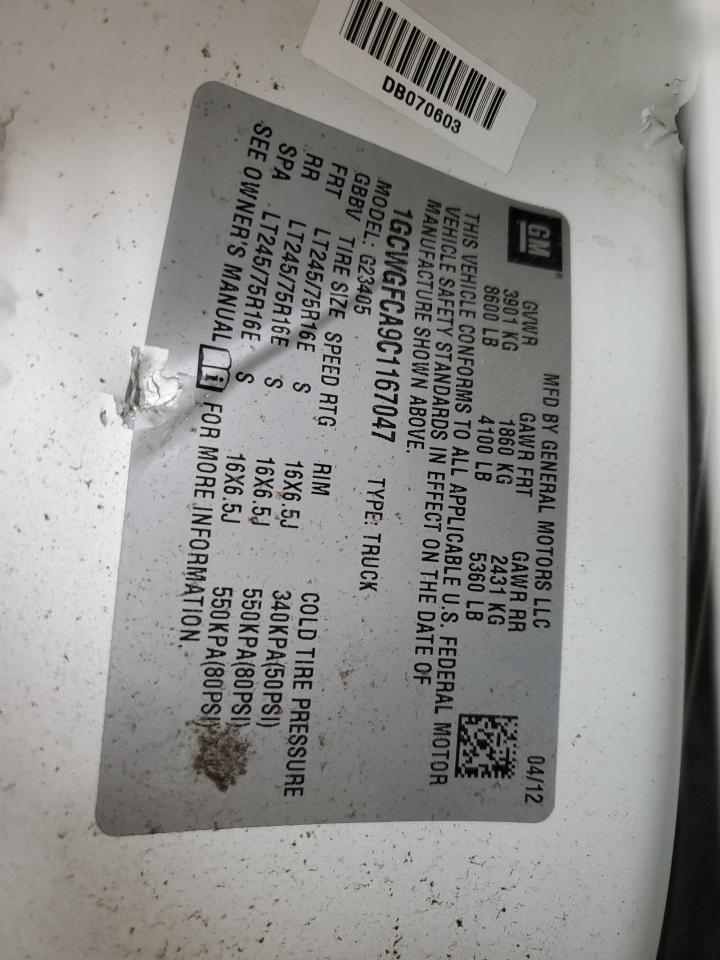 DB070603
GM
MFD BY GENERAL MOTORS LLC
04/12
GVWR GAWR FRT GAWR RR
3901 KG 1860 KG 2431 KG
8600 LB 4100 LB 5360 LB
THIS VEHICLE CONFORMS TO ALL APPLICABLE U.S. FEDERAL MOTOR
VEHICLE SAFETY STANDARDS IN EFFECT ON THE DATE OF
MANUFACTURE SHOWN ABOVE.
1GCWGFCA9C1167047 TYPE: TRUCK
MODEL: G23405
GBBV TIRE SIZE SPEED RTG RIM COLD TIRE PRESSURE
FRT LT245/75R16E S 16X6.5J 340KPA(50PSI)
RR LT245/75R16E S 16X6.5J 550KPA(80PSI)
SPA LT245/75R16E S 16X6.5J 550KPA(80PSI)
SEE OWNER'S MANUAL i FOR MORE INFORMATION.